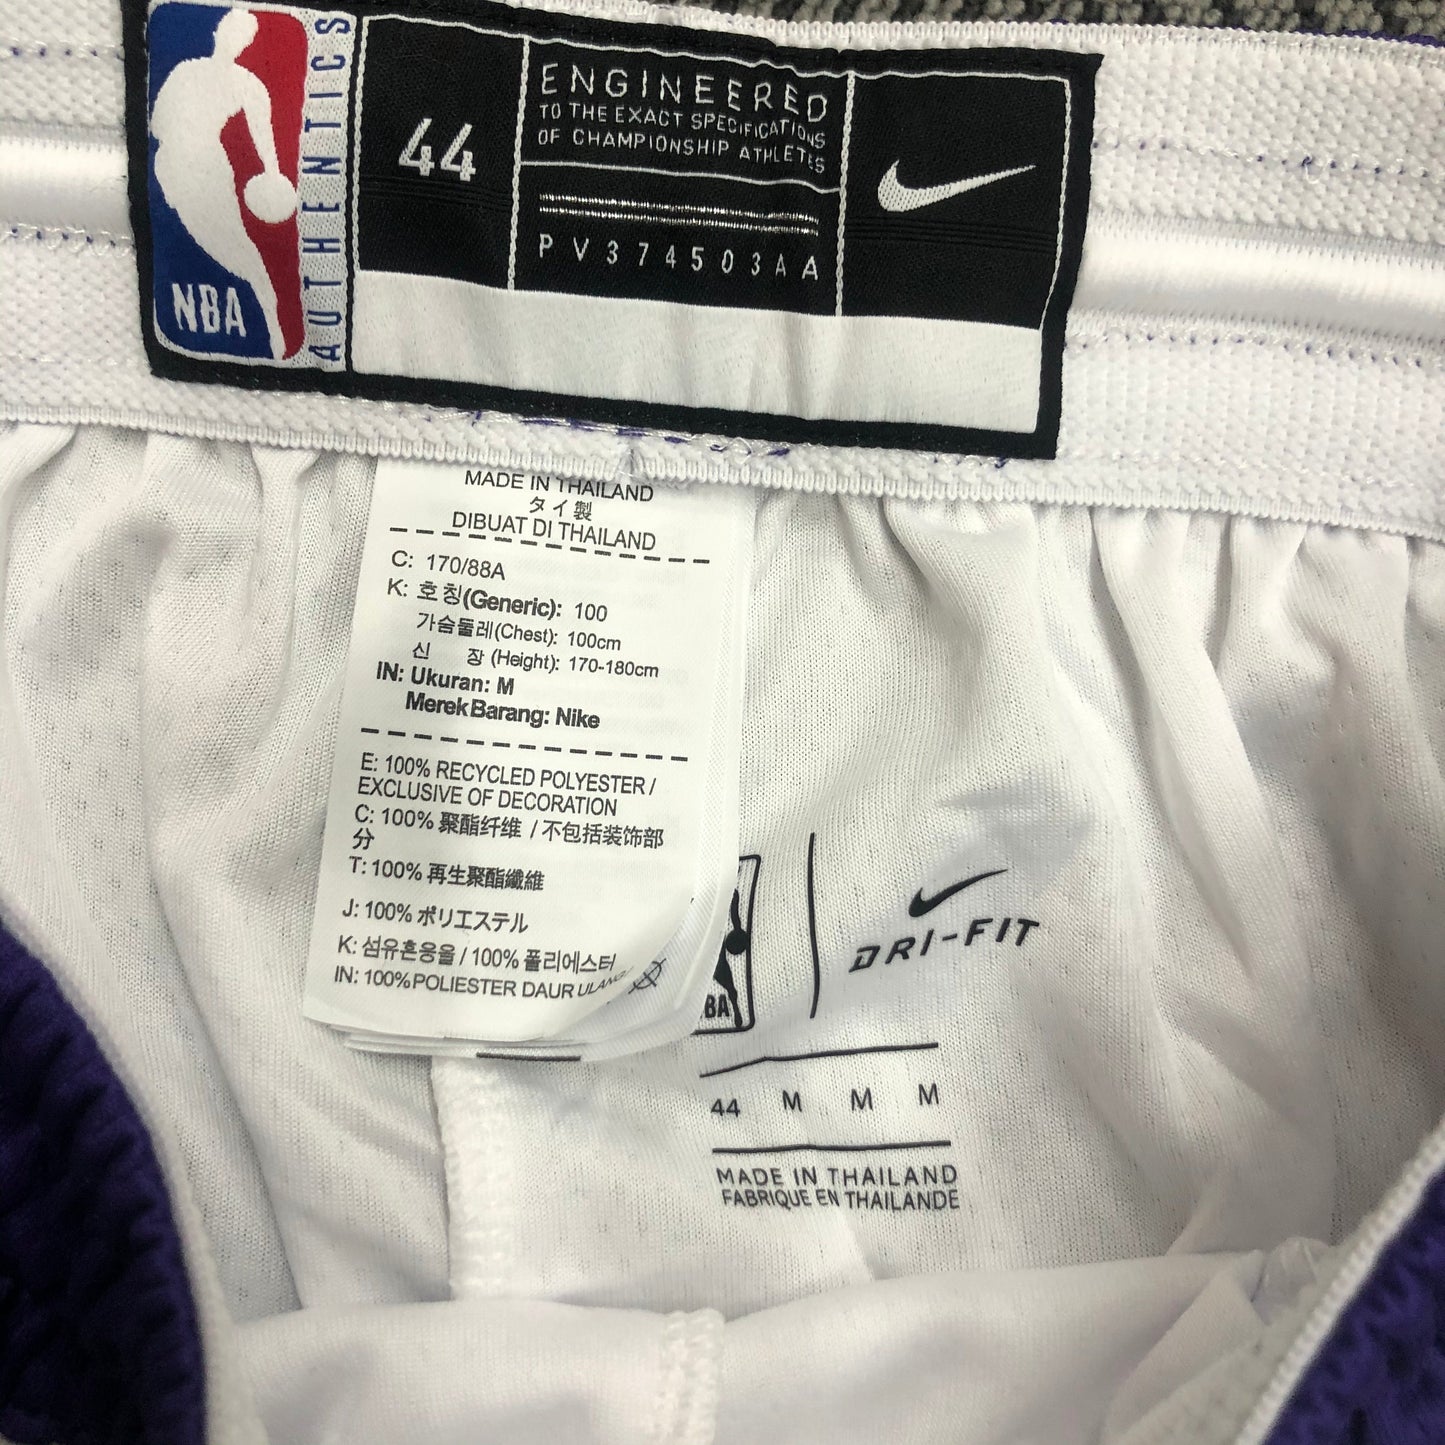 NBA
AUTHENTICS
44
ENGINEERED
TO THE EXACT SPECIFICATIONS
OF CHAMPIONSHIP ATHLETES
PV374503AA
MADE IN THAILAND
タイ製
DIBUAT DI THAILAND
C: 170/88A
K: 호칭(Generic): 100
가슴둘레(Chest): 100cm
신 장 (Height): 170-180cm
IN: Ukuran: M
Merek Barang: Nike
E: 100% RECYCLED POLYESTER /
EXCLUSIVE OF DECORATION
C: 100% 聚酯纤维 / 不包括装饰部
分
T: 100% 再生聚酯纖維
J: 100% ポリエステル
K: 섬유혼용율 / 100% 폴리에스터
IN: 100% POLIESTER DAUR ULANG
BA
DRI-FIT
44 M M M
MADE IN THAILAND
FABRIQUE EN THAILANDE